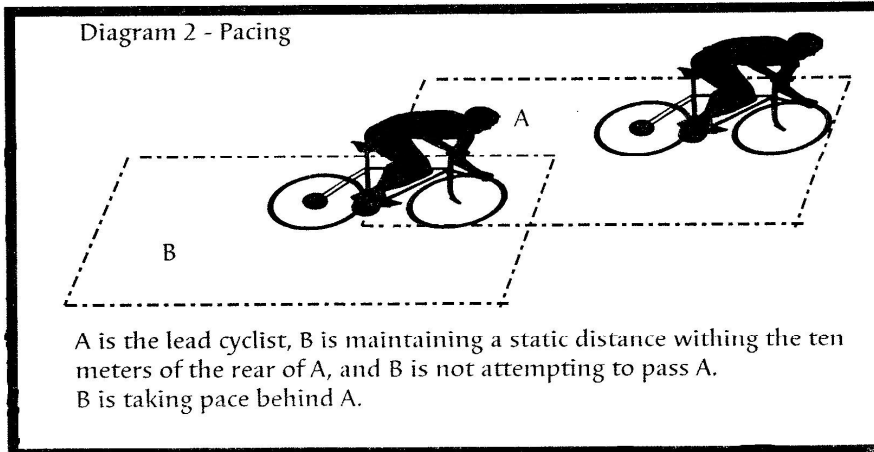 Diagram 2 - Pacing
A
B
A is the lead cyclist, B is maintaining a static distance withing the ten
meters of the rear of A, and B is not attempting to pass A.
B is taking pace behind A.